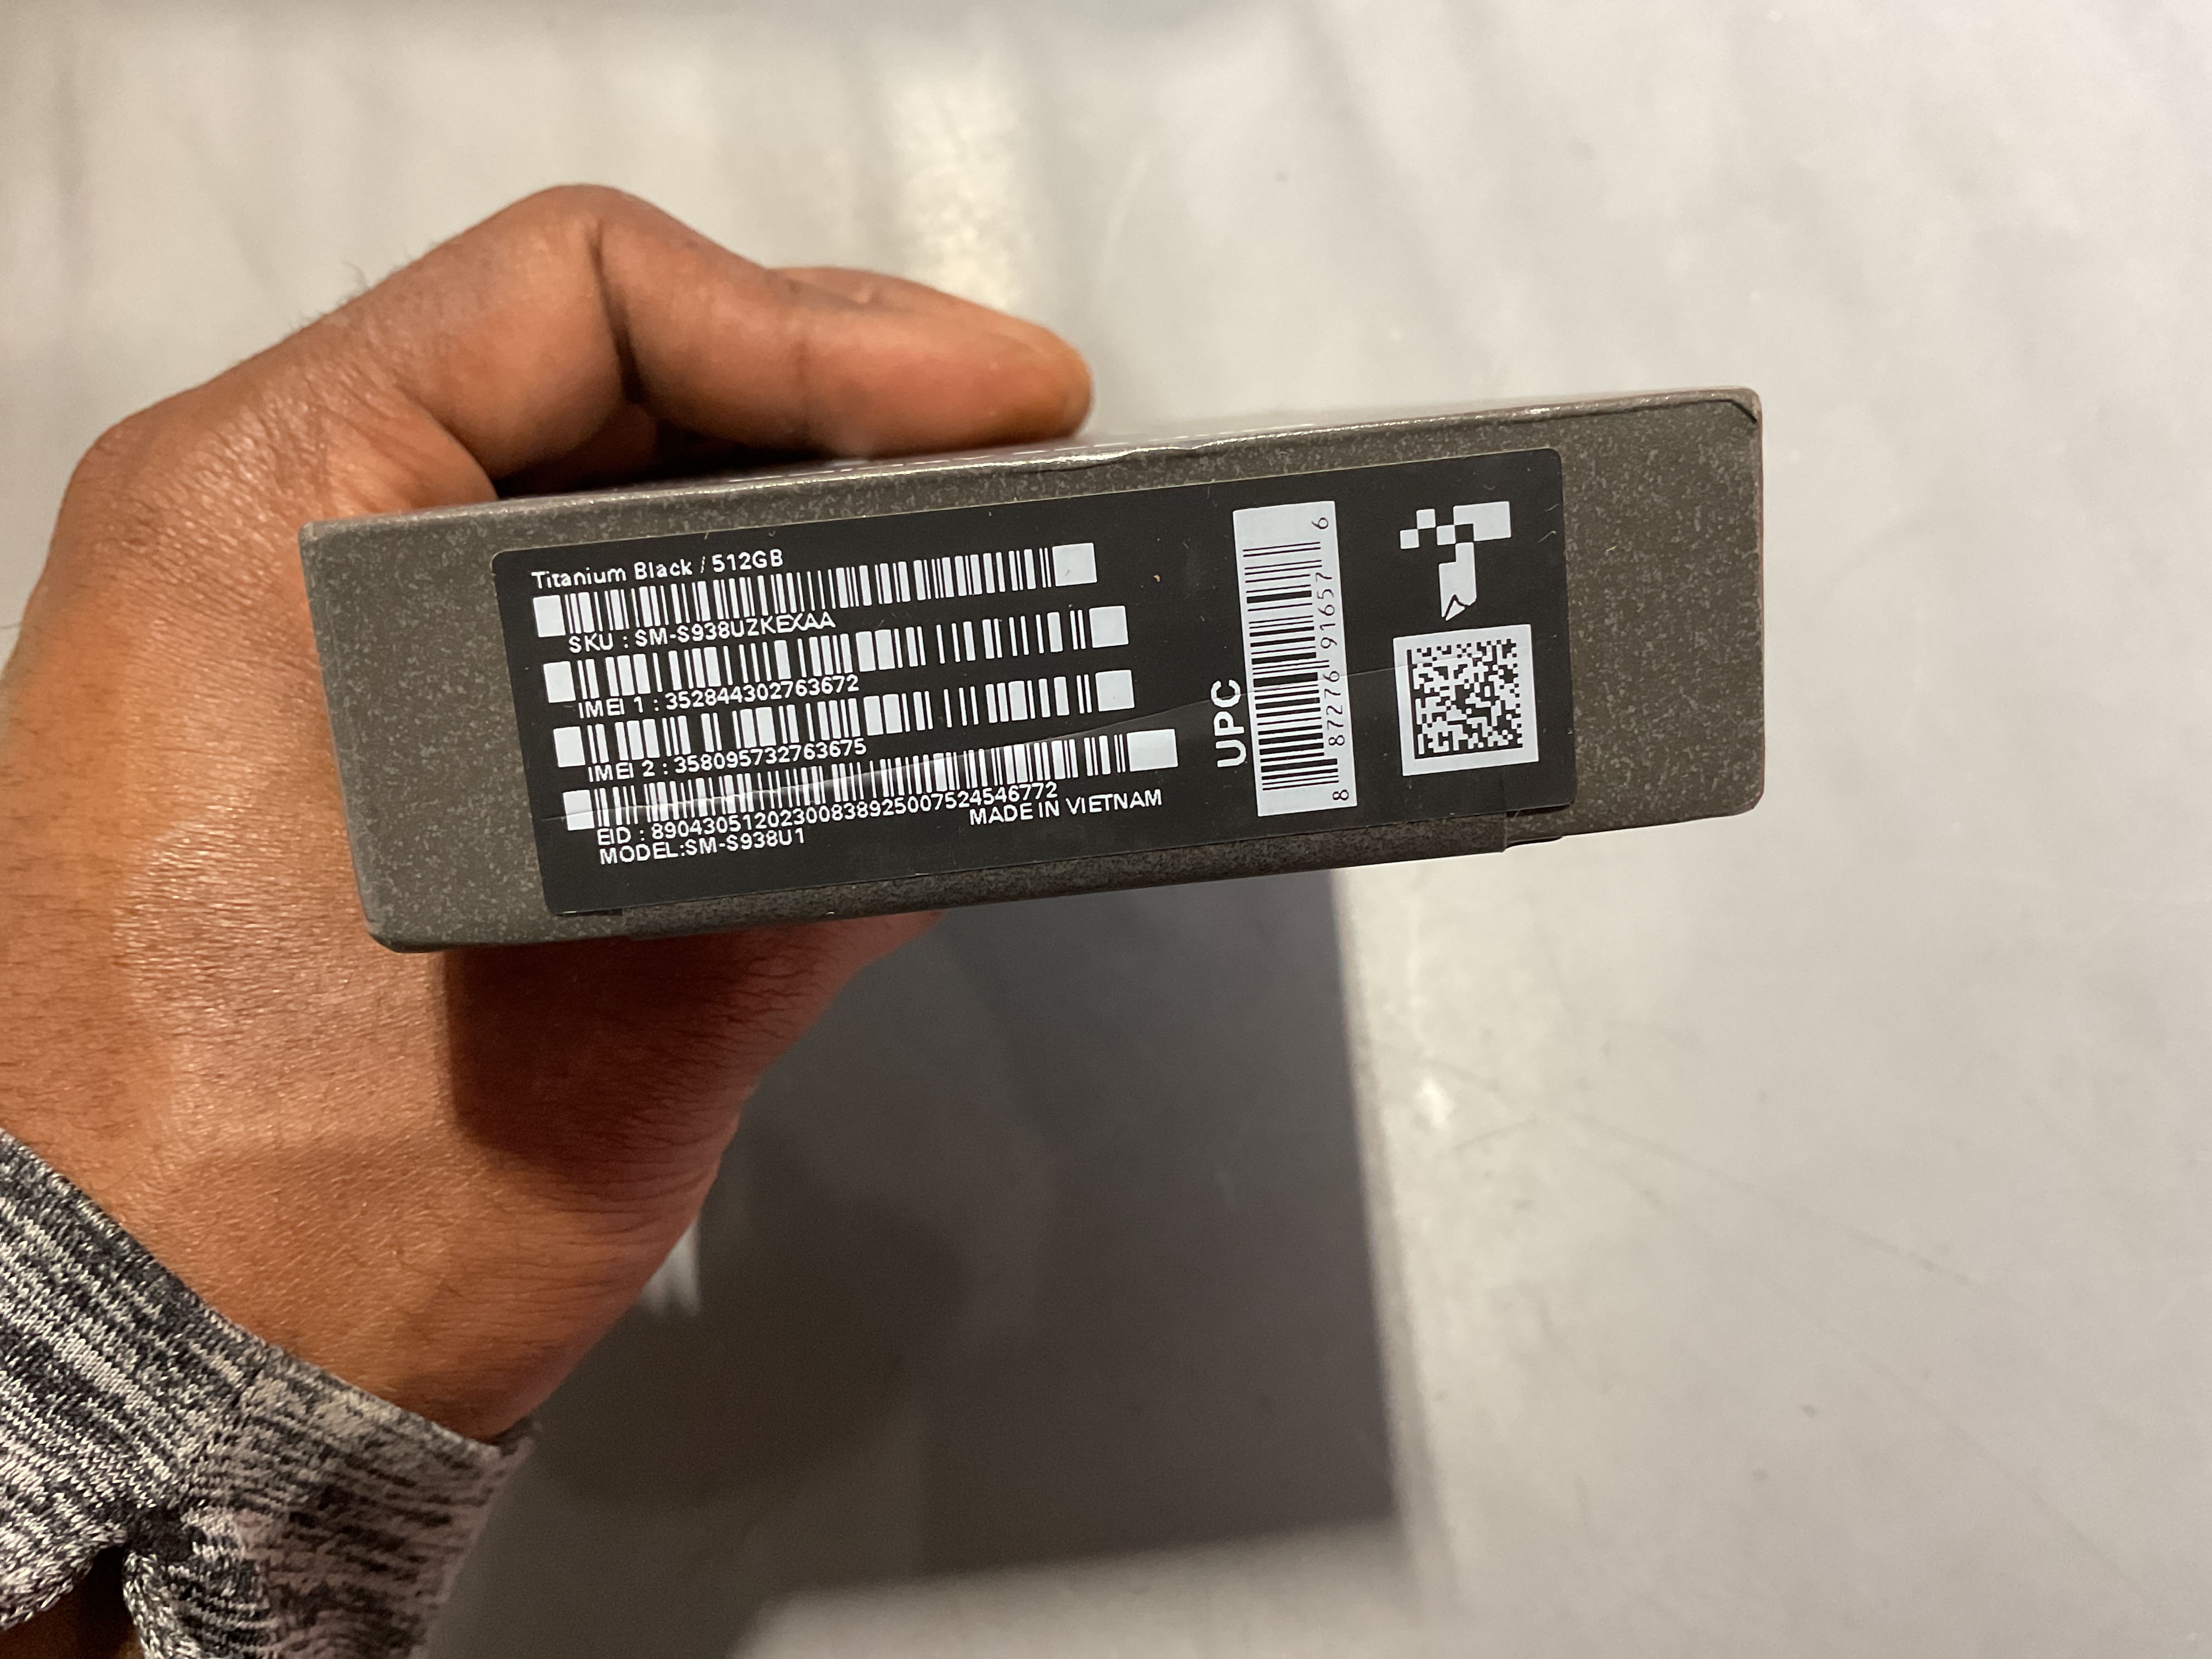 Titanium Black / 512GB
SKU : SM-S938UZKEXAA
IMEI 1 : 352844302763672
IMEI 2 : 358095732763675
EID : 89043051202300838925007524546772
MADE IN VIETNAM
MODEL:SM-S938U1
UPC
8 87276 91657 6